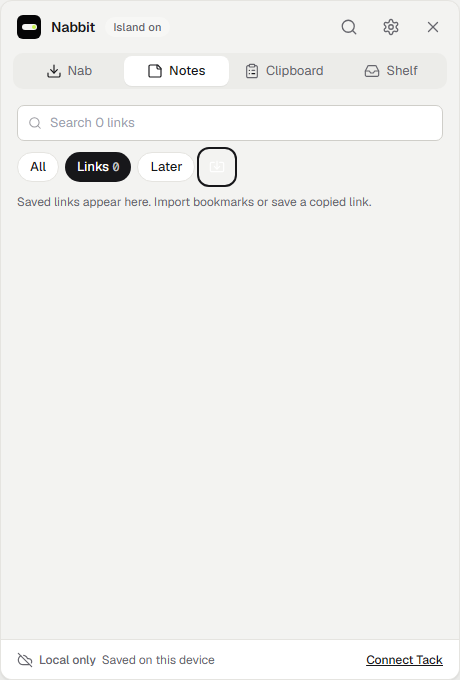 Nabbit Island on
Nab Notes Clipboard Shelf
Search 0 links
All Links 0 Later
Saved links appear here. Import bookmarks or save a copied link.
Local only Saved on this device Connect Tack